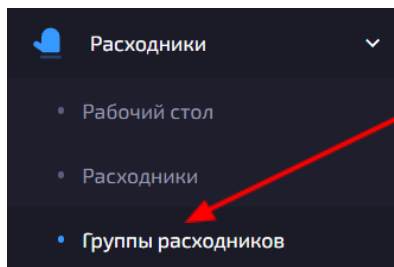 Расходники
Рабочий стол
Расходники
Группы расходников